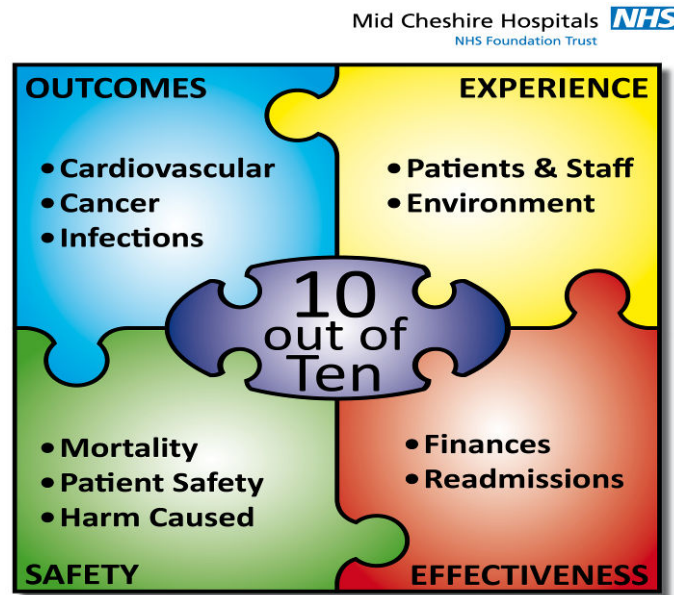 Mid Cheshire Hospitals NHS
NHS Foundation Trust
OUTCOMES
• Cardiovascular
• Cancer
• Infections
EXPERIENCE
• Patients & Staff
• Environment
10
out of
Ten
• Mortality
• Patient Safety
• Harm Caused
SAFETY
• Finances
• Readmissions
EFFECTIVENESS